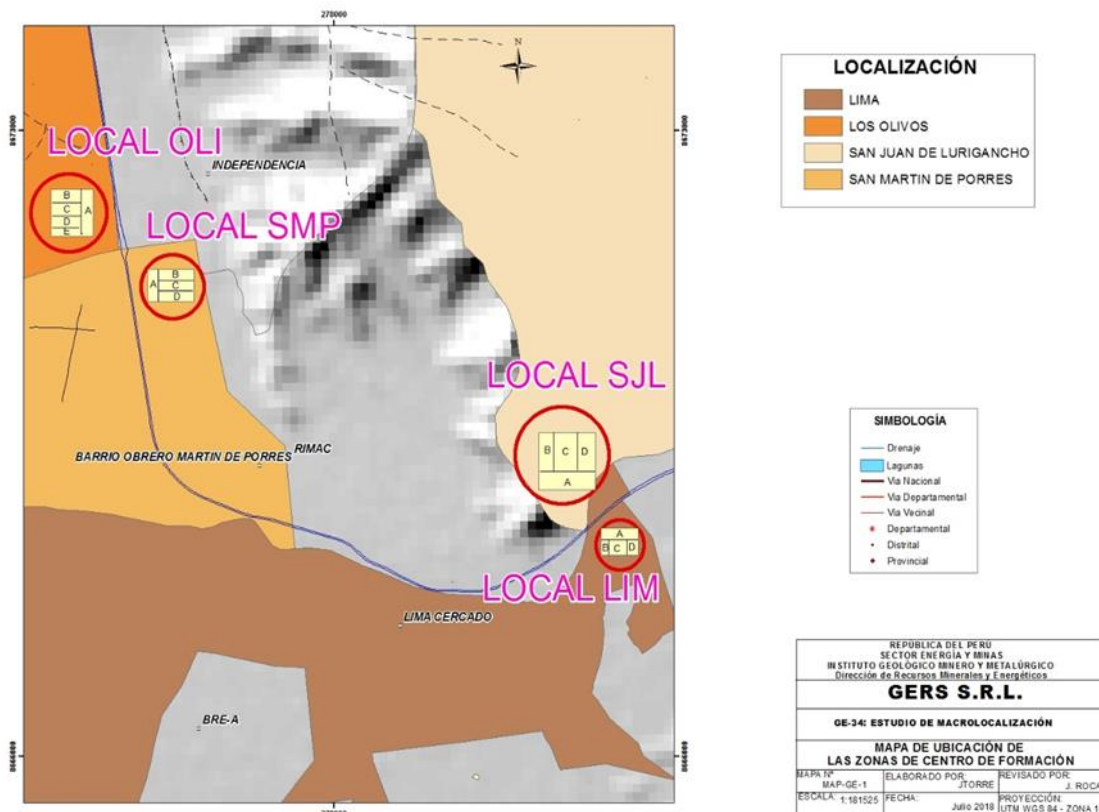 278000
N
8673000
8673000
LOCAL OLI
INDEPENDENCIA
B
C
A
D
E
LOCAL SMP
B
A
C
D
LOCAL SJL
B
C
D
A
BARRIO OBRERO MARTIN DE PORRES
RIMAC
A
B
C
D
LOCAL LIM
LIMA CERCADO
BRE-A
8666000
8666000
278000
LOCALIZACIÓN
LIMA
LOS OLIVOS
SAN JUAN DE LURIGANCHO
SAN MARTIN DE PORRES
SIMBOLOGÍA
Drenaje
Lagunas
Via Nacional
Via Departamental
Via Vecinal
Departamental
Distrital
Provincial
REPÚBLICA DEL PERÚ
SECTOR ENERGÍA Y MINAS
INSTITUTO GEOLÓGICO MINERO Y METALÚRGICO
Dirección de Recursos Minerales y Energéticos
GERS S.R.L.
GE-34: ESTUDIO DE MACROLOCALIZACIÓN
MAPA DE UBICACIÓN DE
LAS ZONAS DE CENTRO DE FORMACIÓN
MAPA N°
MAP-GE-1
ELABORADO POR:
JTORRE
REVISADO POR:
J. ROCA
ESCALA: 1:181525
FECHA:
Julio 2018
PROYECCIÓN:
UTM WGS 84 - ZONA 1